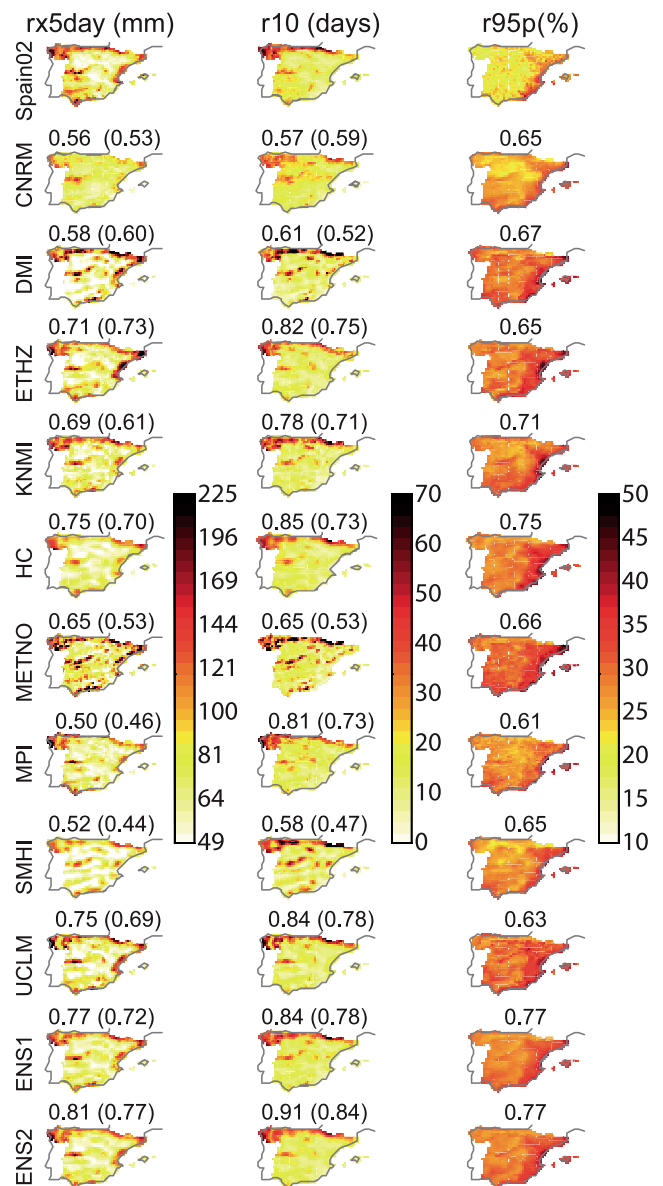 rx5day (mm) r10 (days) r95p(%)
Spain02
0.56 (0.53) 0.57 (0.59) 0.65
CNRM
0.58 (0.60) 0.61 (0.52) 0.67
DMI
0.71 (0.73) 0.82 (0.75) 0.65
ETHZ
0.69 (0.61) 0.78 (0.71) 0.71
KNMI
0.75 (0.70) 0.85 (0.73) 0.75
HC
0.65 (0.53) 0.65 (0.53) 0.66
METNO
0.50 (0.46) 0.81 (0.73) 0.61
MPI
0.52 (0.44) 0.58 (0.47) 0.65
SMHI
0.75 (0.69) 0.84 (0.78) 0.63
UCLM
0.77 (0.72) 0.84 (0.78) 0.77
ENS1
0.81 (0.77) 0.91 (0.84) 0.77
ENS2
225
196
169
144
121
100
81
64
49
70
60
50
40
30
20
10
0
50
45
40
35
30
25
20
15
10